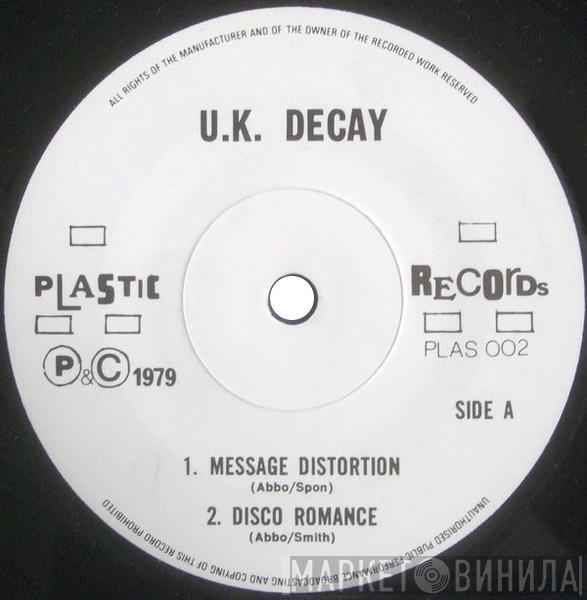 ALL RIGHTS OF THE MANUFACTURER AND OF THE OWNER OF THE RECORDED WORK RESERVED
U.K. DECAY
PLASTIC
RECOrDs
PLAS 002
P&C 1979
SIDE A
1. MESSAGE DISTORTION
(Abbo/Spon)
2. DISCO ROMANCE
(Abbo/Smith)
UNAUTHORISED PUBLIC PERFORMANCE BROADCASTING AND COPYING OF THIS RECORD PROHIBITED
МАРКЕТ ВИНИЛА